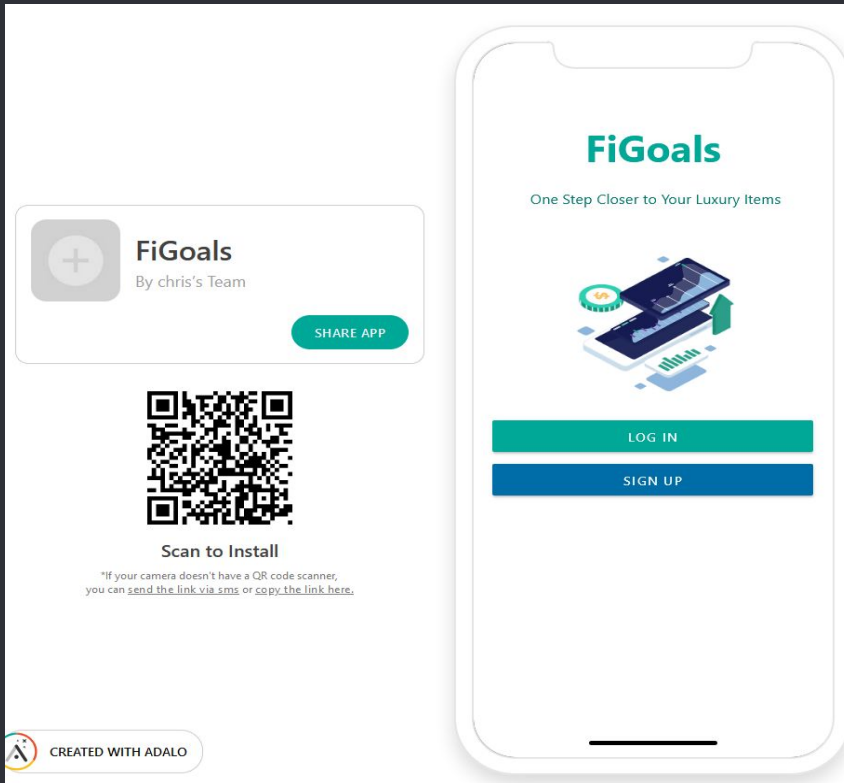 FiGoals
By chris's Team
SHARE APP
Scan to Install
*If your camera doesn't have a QR code scanner,
you can send the link via sms or copy the link here.
CREATED WITH ADALO
FiGoals
One Step Closer to Your Luxury Items
LOG IN
SIGN UP